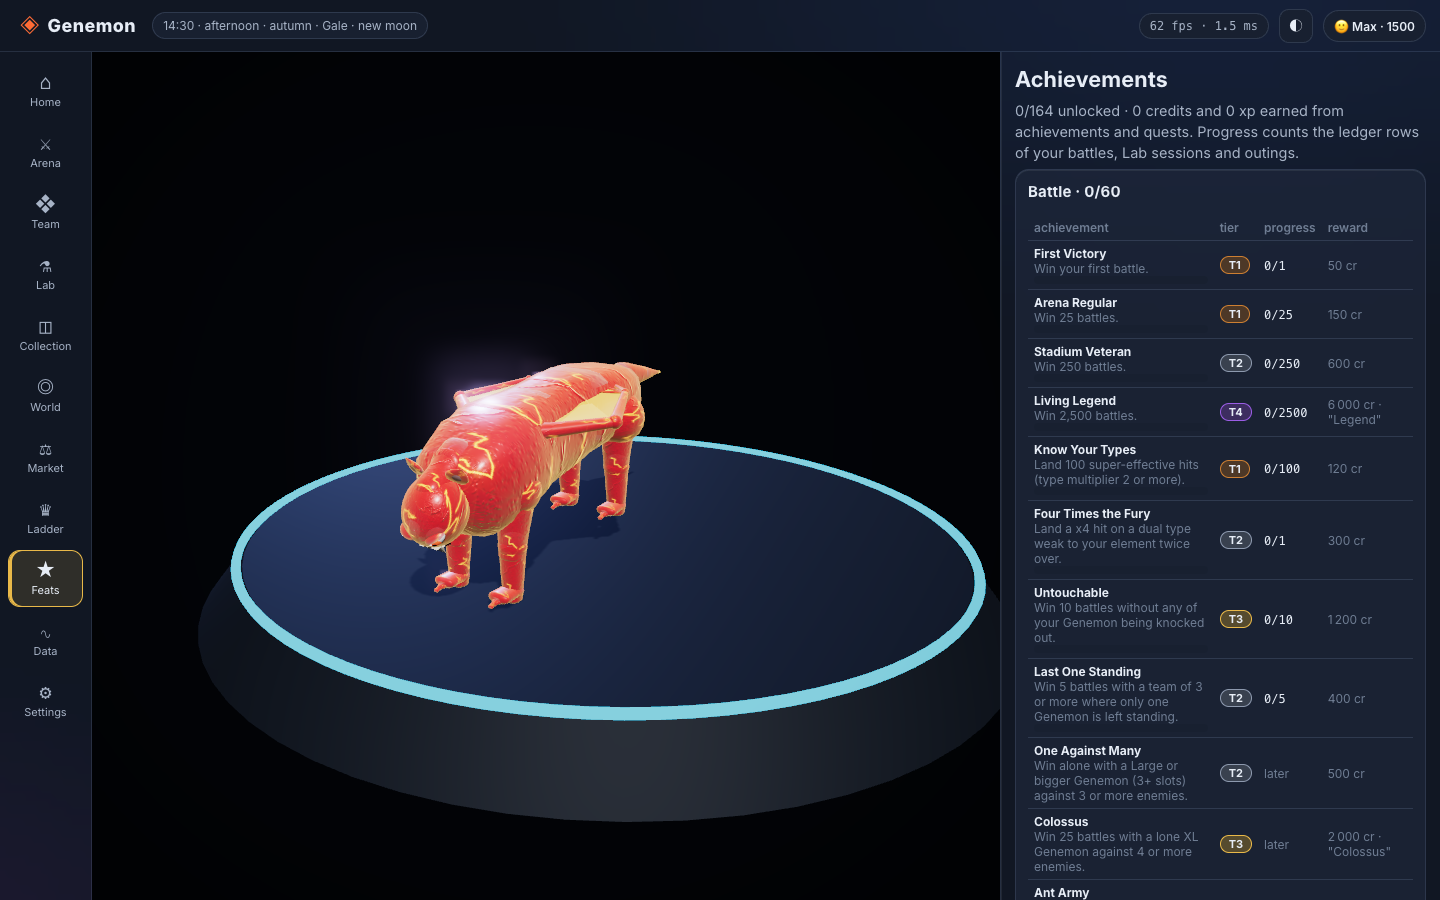 Genemon
14:30 · afternoon · autumn · Gale · new moon
62 fps · 1.5 ms
Max · 1500
Home
Arena
Team
Lab
Collection
World
Market
Ladder
Feats
Data
Settings
Achievements
0/164 unlocked · 0 credits and 0 xp earned from
achievements and quests. Progress counts the ledger rows
of your battles, Lab sessions and outings.
Battle · 0/60
achievement tier progress reward
First Victory
Win your first battle.
T1 0/1 50 cr
Arena Regular
Win 25 battles.
T1 0/25 150 cr
Stadium Veteran
Win 250 battles.
T2 0/250 600 cr
Living Legend
Win 2,500 battles.
T4 0/2500 6 000 cr ·
"Legend"
Know Your Types
Land 100 super-effective hits
(type multiplier 2 or more).
T1 0/100 120 cr
Four Times the Fury
Land a x4 hit on a dual type
weak to your element twice
over.
T2 0/1 300 cr
Untouchable
Win 10 battles without any of
your Genemon being knocked
out.
T3 0/10 1 200 cr
Last One Standing
Win 5 battles with a team of 3
or more where only one
Genemon is left standing.
T2 0/5 400 cr
One Against Many
Win alone with a Large or
bigger Genemon (3+ slots)
against 3 or more enemies.
T2 later 500 cr
Colossus
Win 25 battles with a lone XL
Genemon against 4 or more
enemies.
T3 later 2 000 cr ·
"Colossus"
Ant Army